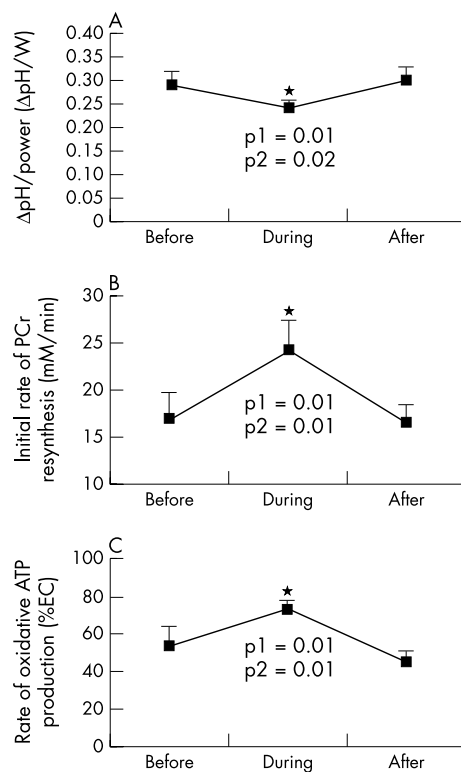 A
ΔpH/power (ΔpH/W)
0.40
0.35
0.30
0.25
0.20
0.15
0.10
0.05
0
★
p1 = 0.01
p2 = 0.02
Before During After
B
Initial rate of PCr
resynthesis (mM/min)
30
25
20
15
10
★
p1 = 0.01
p2 = 0.01
Before During After
C
Rate of oxidative ATP
production (%EC)
100
80
60
40
20
0
★
p1 = 0.01
p2 = 0.01
Before During After